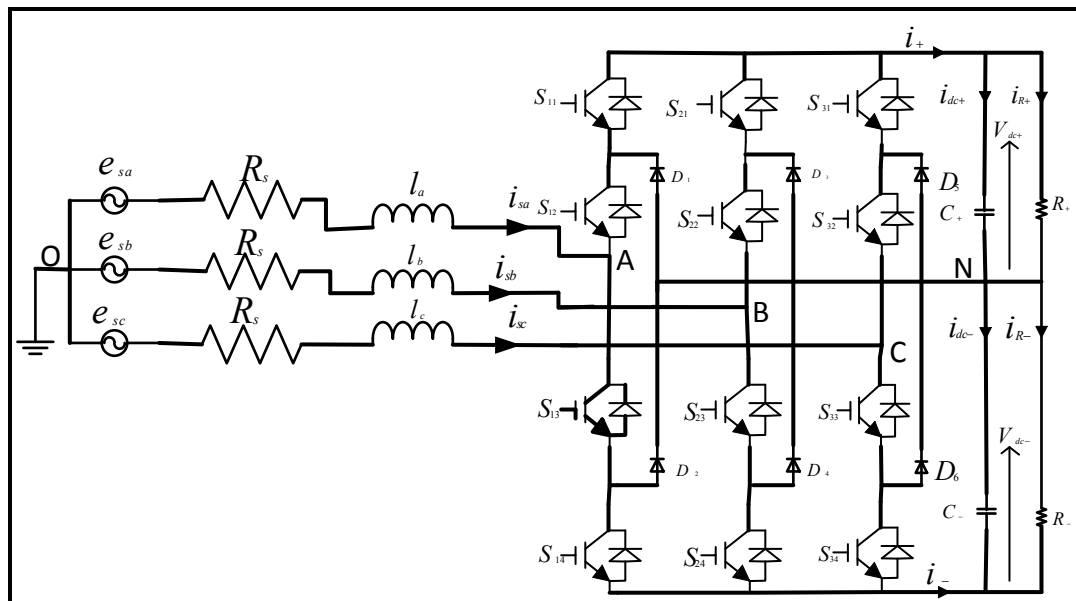 i+
S11
S21
S31
idc+
iR+
Vdc+
esa
Rs
la
isa
S12
D1
S22
D3
S32
D5
C+
R+
O
esb
Rs
lb
isb
A
N
B
esc
Rs
lc
isc
C
idc-
iR-
S13
S23
S33
Vdc-
D2
D4
D6
C-
R-
S14
S24
S34
i-